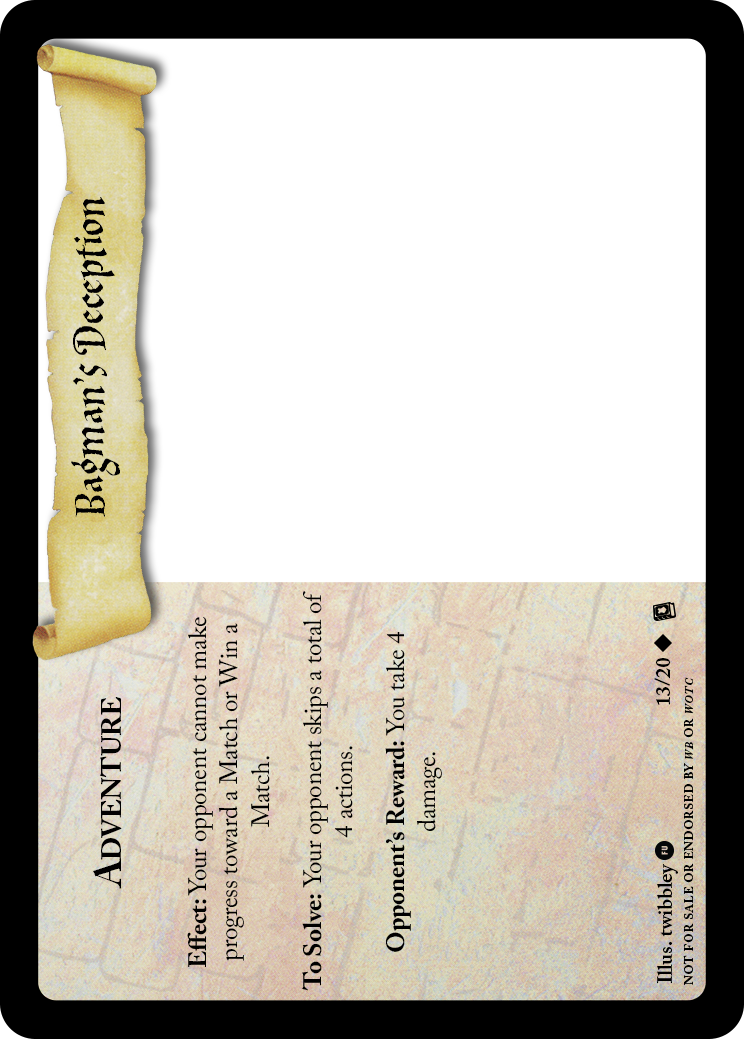 Bagman's Deception
ADVENTURE
Effect: Your opponent cannot make
progress toward a Match or Win a
Match.
To Solve: Your opponent skips a total of
4 actions.
Opponent's Reward: You take 4
damage.
Illus. twibbley FU 13/20
NOT FOR SALE OR ENDORSED BY WB OR WOTC